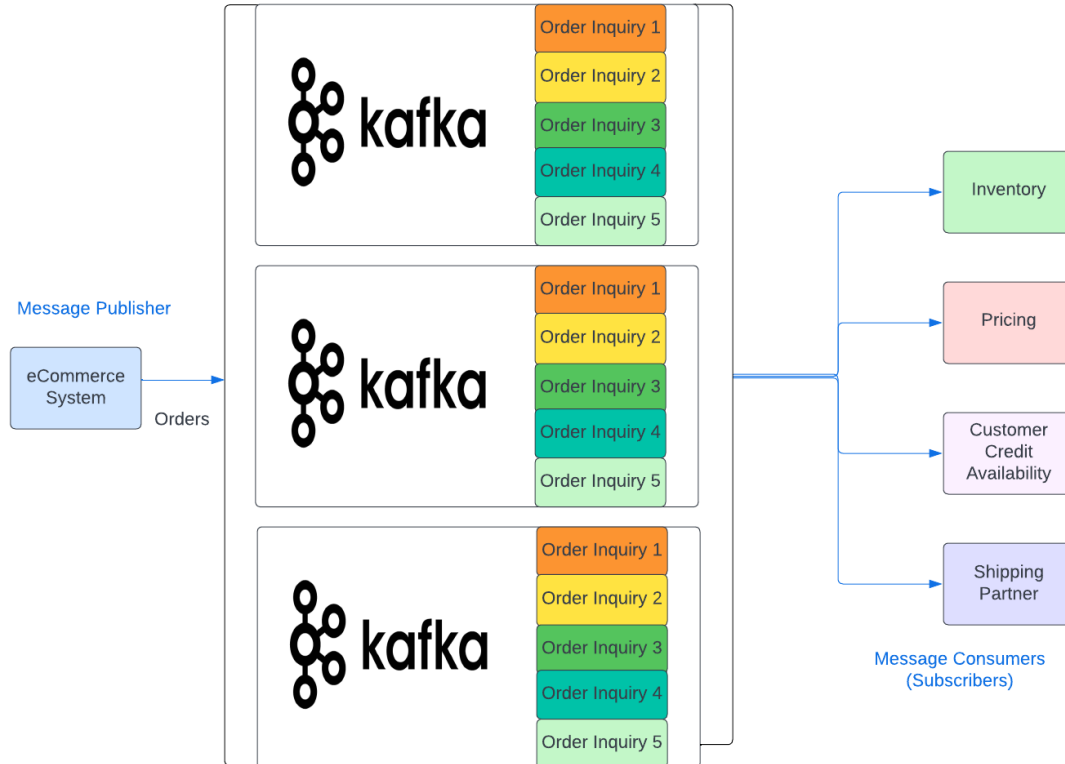 Order Inquiry 1
Order Inquiry 2
kafka
Order Inquiry 3
Order Inquiry 4
Order Inquiry 5
Message Publisher
eCommerce
System
Orders
Order Inquiry 1
Order Inquiry 2
kafka
Order Inquiry 3
Order Inquiry 4
Order Inquiry 5
Order Inquiry 1
Order Inquiry 2
kafka
Order Inquiry 3
Order Inquiry 4
Order Inquiry 5
Inventory
Pricing
Customer
Credit
Availability
Shipping
Partner
Message Consumers
(Subscribers)